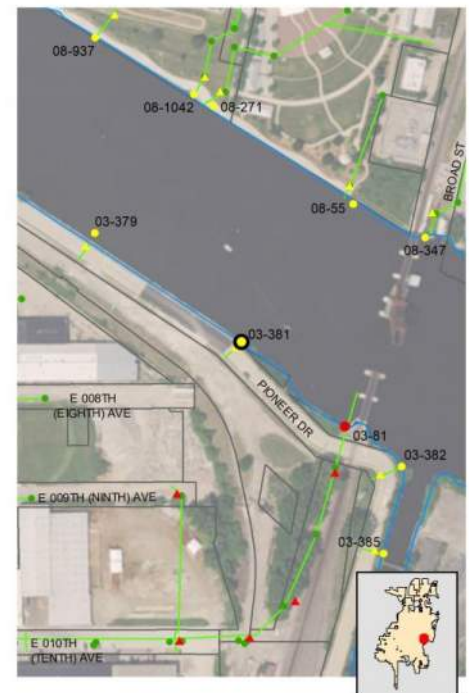 08-937
08-1042
08-271
BROAD ST
08-55
08-347
03-379
03-381
PIONEER DR
E 008TH
(EIGHTH) AVE
03-81
03-382
E 009TH (NINTH) AVE
03-385
E 010TH
(TENTH) AVE